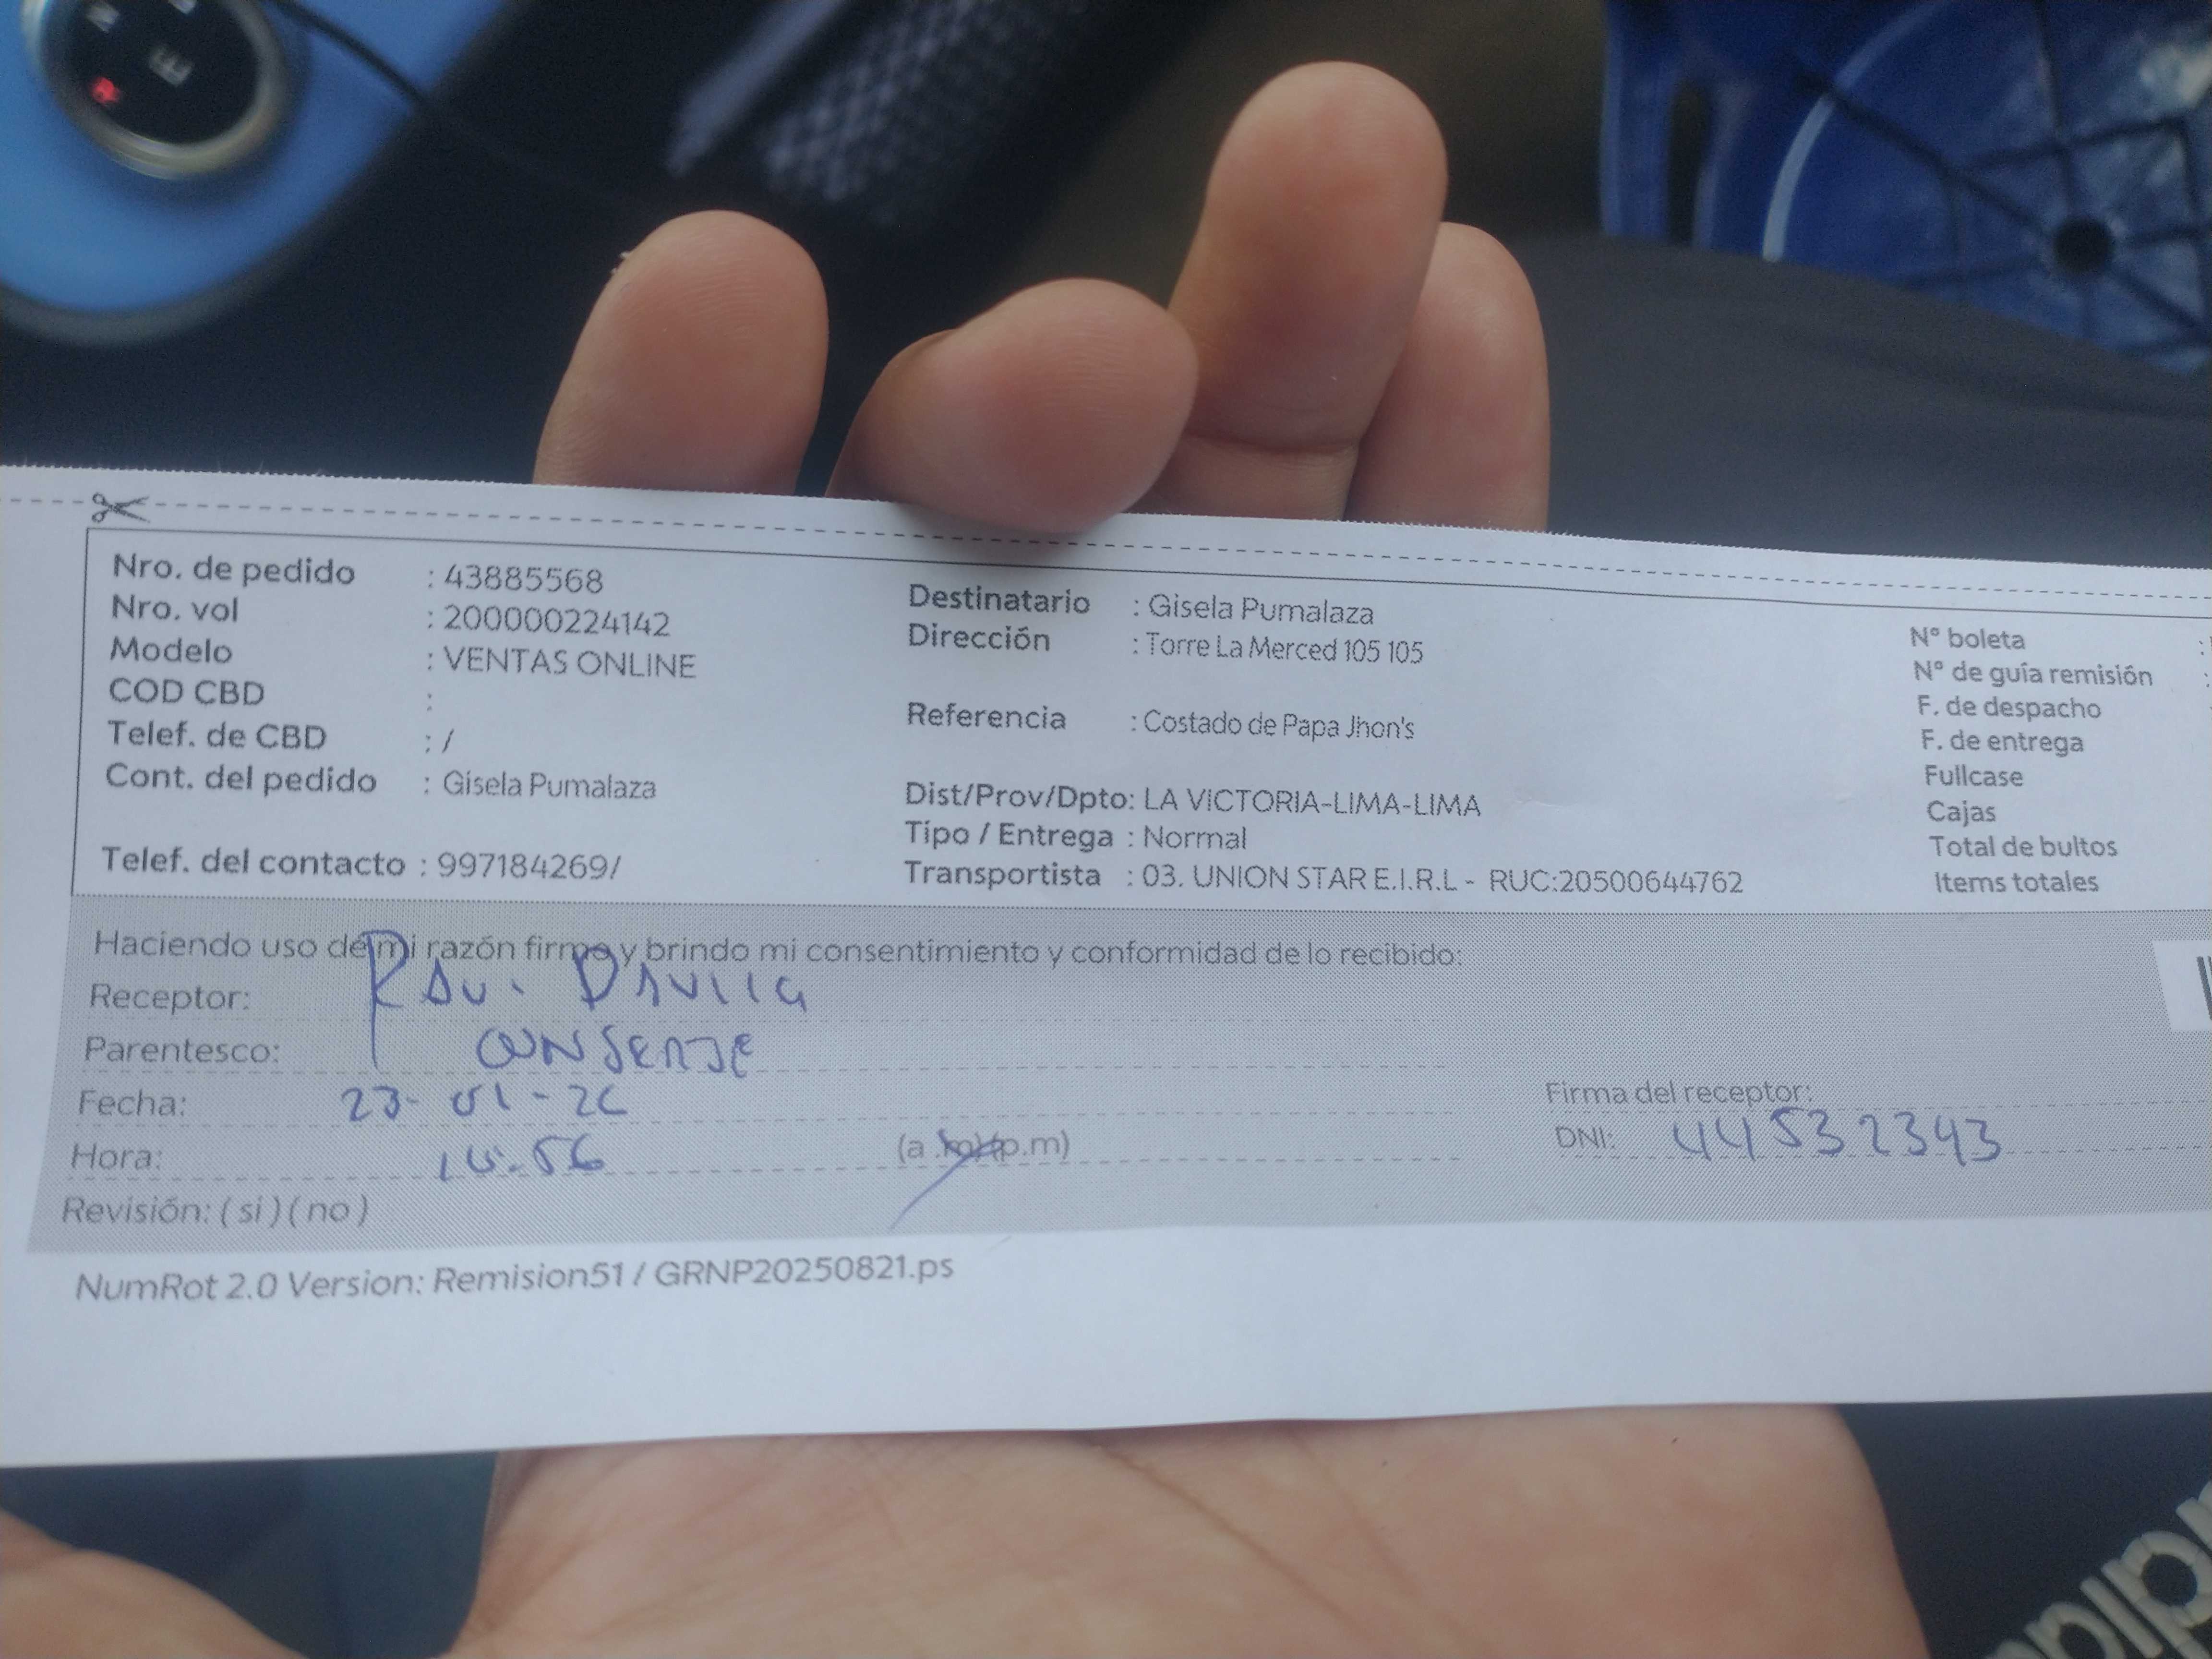 Nro. de pedido : 43885568
Nro. vol : 200000224142
Modelo : VENTAS ONLINE
COD CBD :
Telef. de CBD : /
Cont. del pedido : Gisela Pumalaza
Telef. del contacto : 997184269/
Destinatario : Gisela Pumalaza
Dirección : Torre La Merced 105 105
Referencia : Costado de Papa Jhon's
Dist/Prov/Dpto: LA VICTORIA-LIMA-LIMA
Tipo / Entrega : Normal
Transportista : 03. UNION STAR E.I.R.L - RUC:20500644762
N° boleta :
N° de guía remisión :
F. de despacho
F. de entrega
Fullcase
Cajas
Total de bultos
Items totales
Haciendo uso de mi razón firmo y brindo mi consentimiento y conformidad de lo recibido:
Receptor: Davila
Parentesco: CONSERJE
Fecha: 23-01-26
Hora: (a.m)(p.m)
Revisión: ( si ) ( no )
Firma del receptor:
DNI: 44532343
NumRot 2.0 Version: Remision51 / GRNP20250821.ps